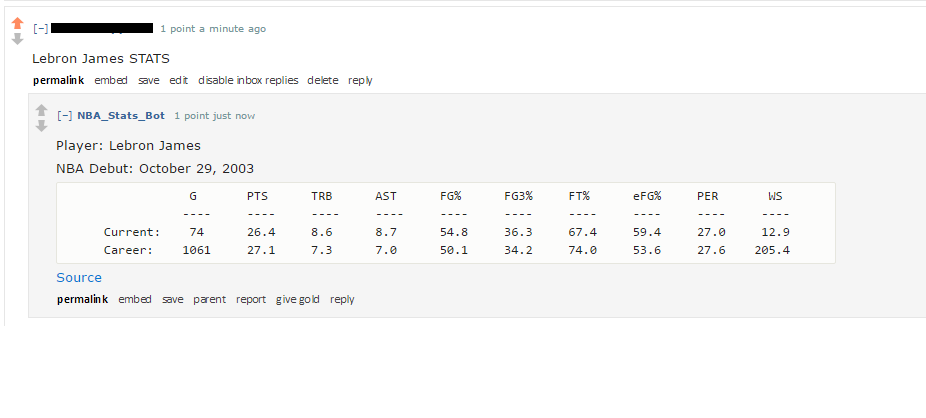 [–] 1 point a minute ago
Lebron James STATS
permalink embed save edit disable inbox replies delete reply
[–] NBA_Stats_Bot 1 point just now
Player: Lebron James
NBA Debut: October 29, 2003
G PTS TRB AST FG% FG3% FT% eFG% PER WS
---- ---- ---- ---- ---- ---- ---- ---- ---- ----
Current: 74 26.4 8.6 8.7 54.8 36.3 67.4 59.4 27.0 12.9
Career: 1061 27.1 7.3 7.0 50.1 34.2 74.0 53.6 27.6 205.4
Source
permalink embed save parent report give gold reply